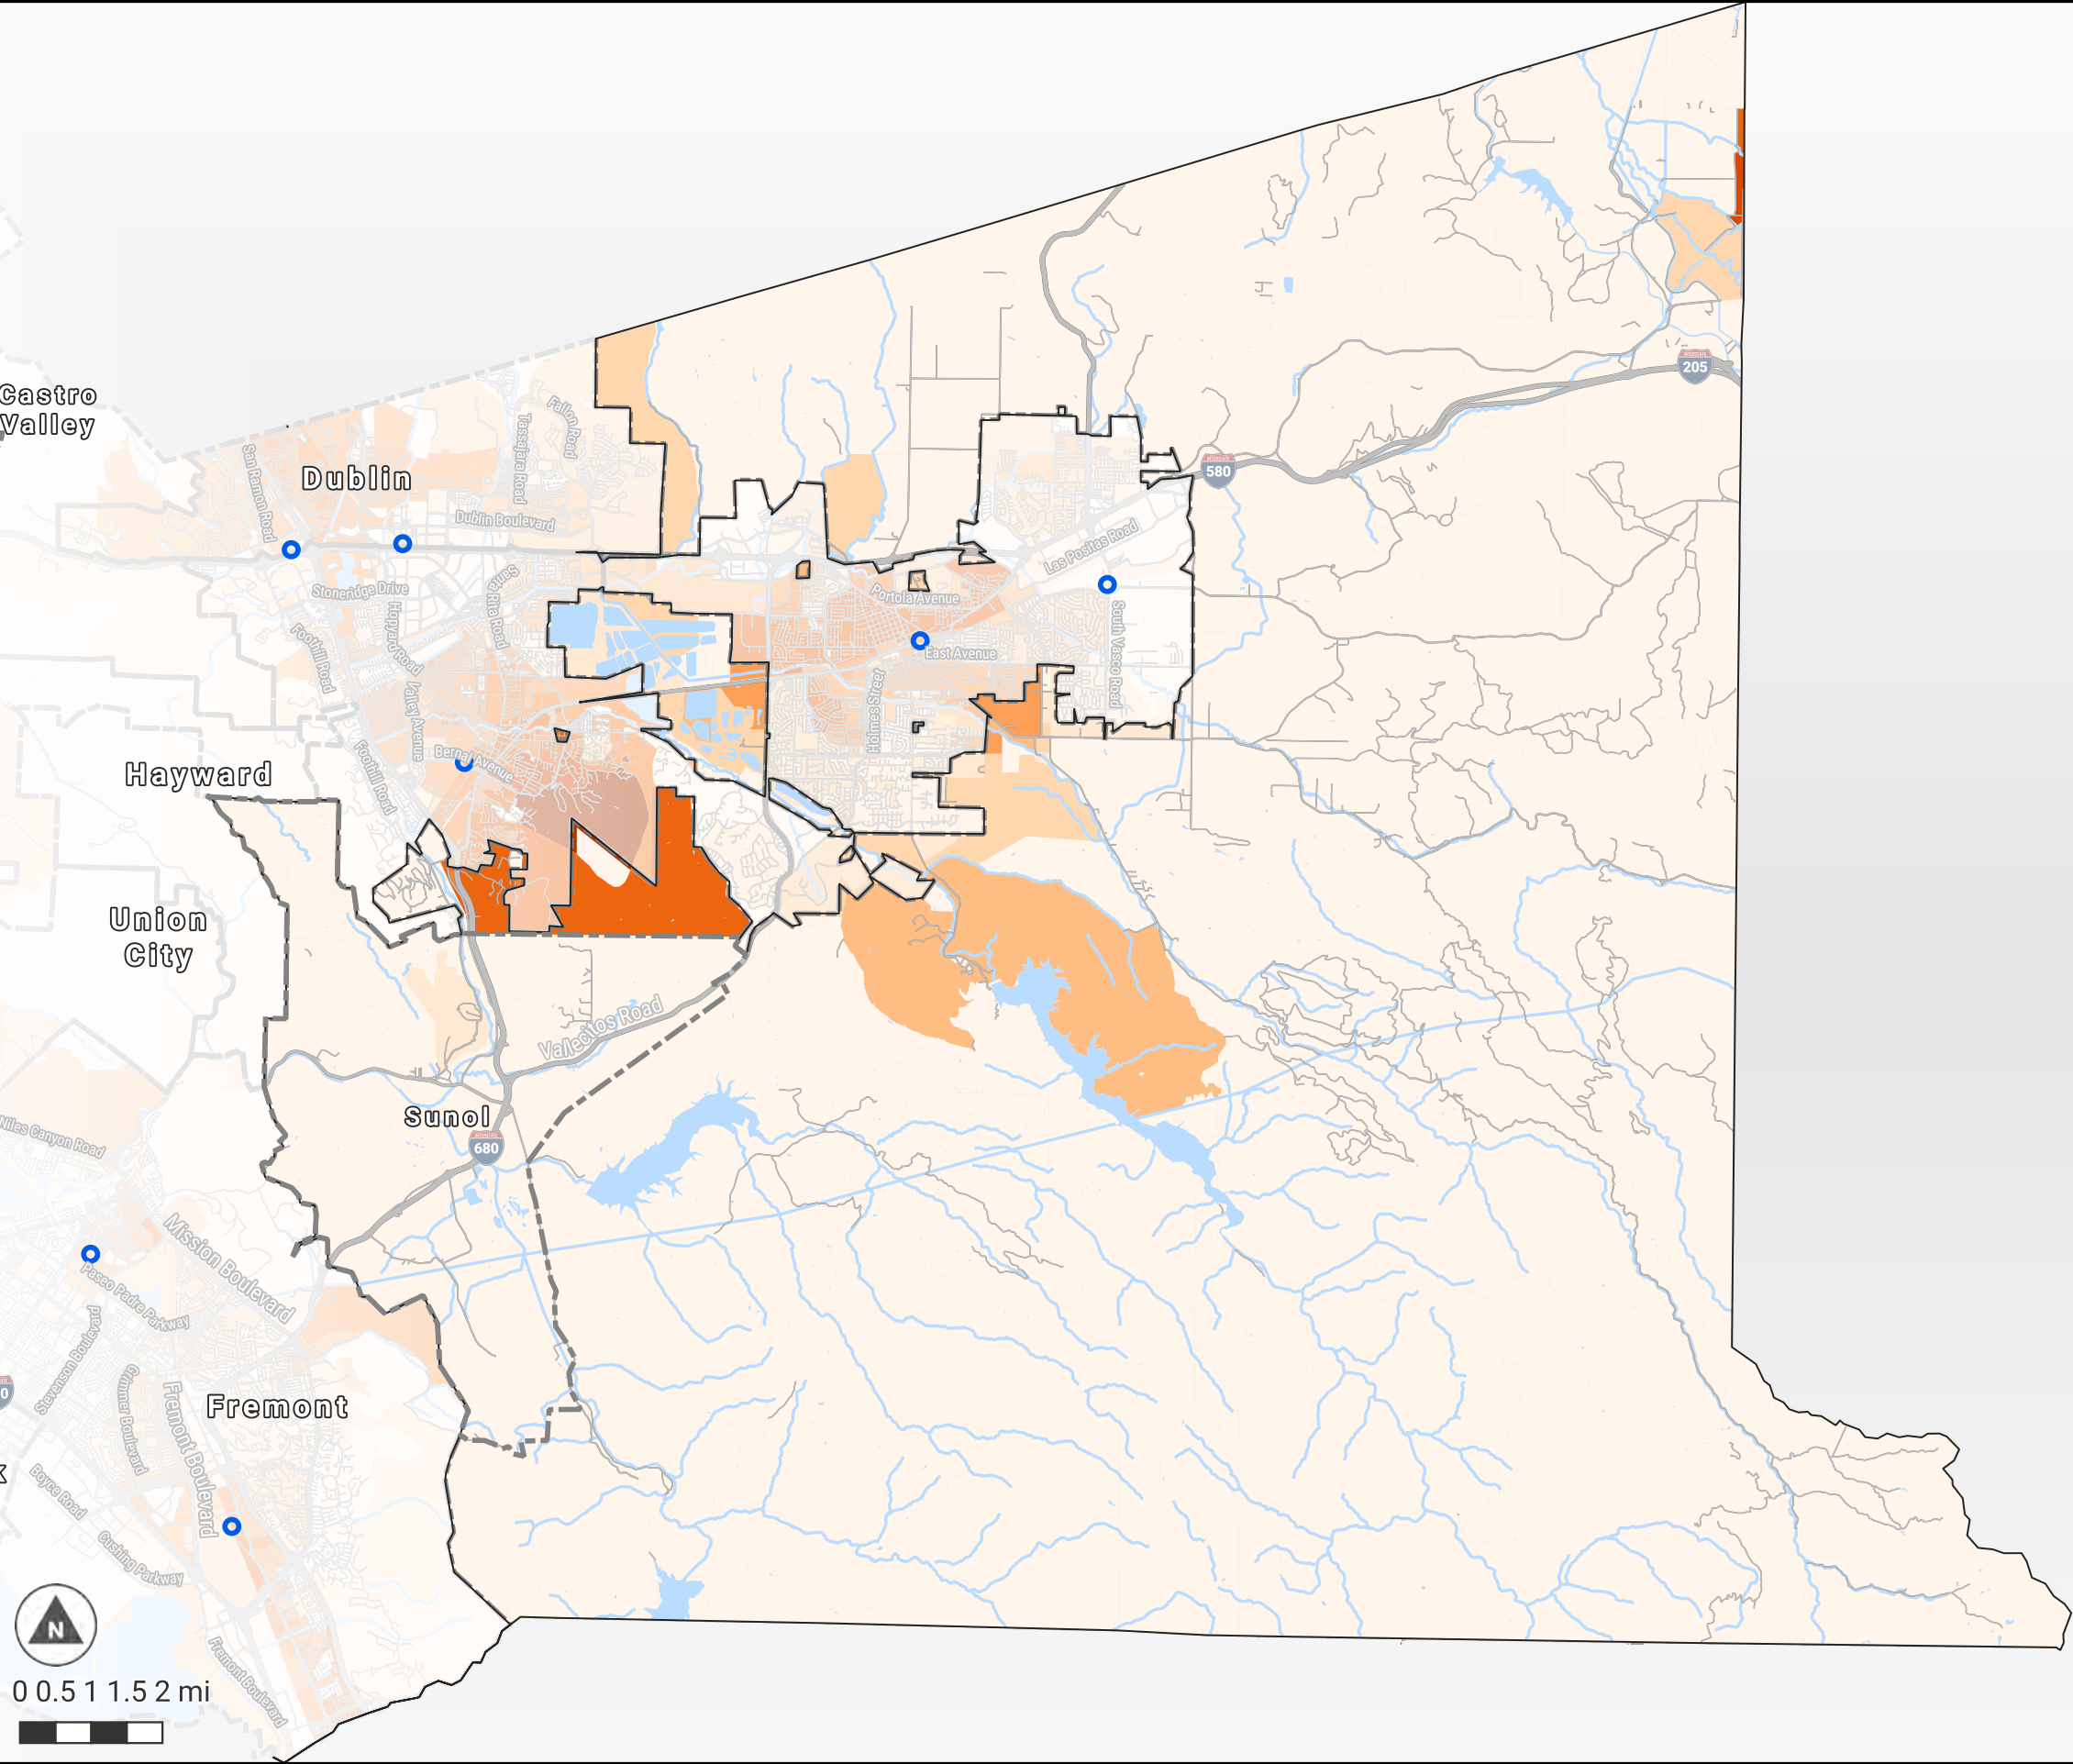 Castro
Valley
Dublin
San Ramon Road
Tassajara Road
Fallon Road
Dublin Boulevard
INTERSTATE
205
INTERSTATE
580
Las Positas Road
Stoneridge Drive
Santa Rita Road
Hopyard Road
Foothill Road
Portola Avenue
East Avenue
South Vasco Road
Holmes Street
Valley Avenue
Bernal Avenue
Foothill Road
Hayward
Union
City
Vallecitos Road
Sunol
INTERSTATE
680
Niles Canyon Road
Mission Boulevard
Paseo Padre Parkway
Stevenson Boulevard
Grimmer Boulevard
Fremont Boulevard
Fremont
Boyce Road
Cushing Parkway
Fremont Boulevard
N
0 0.5 1 1.5 2 mi